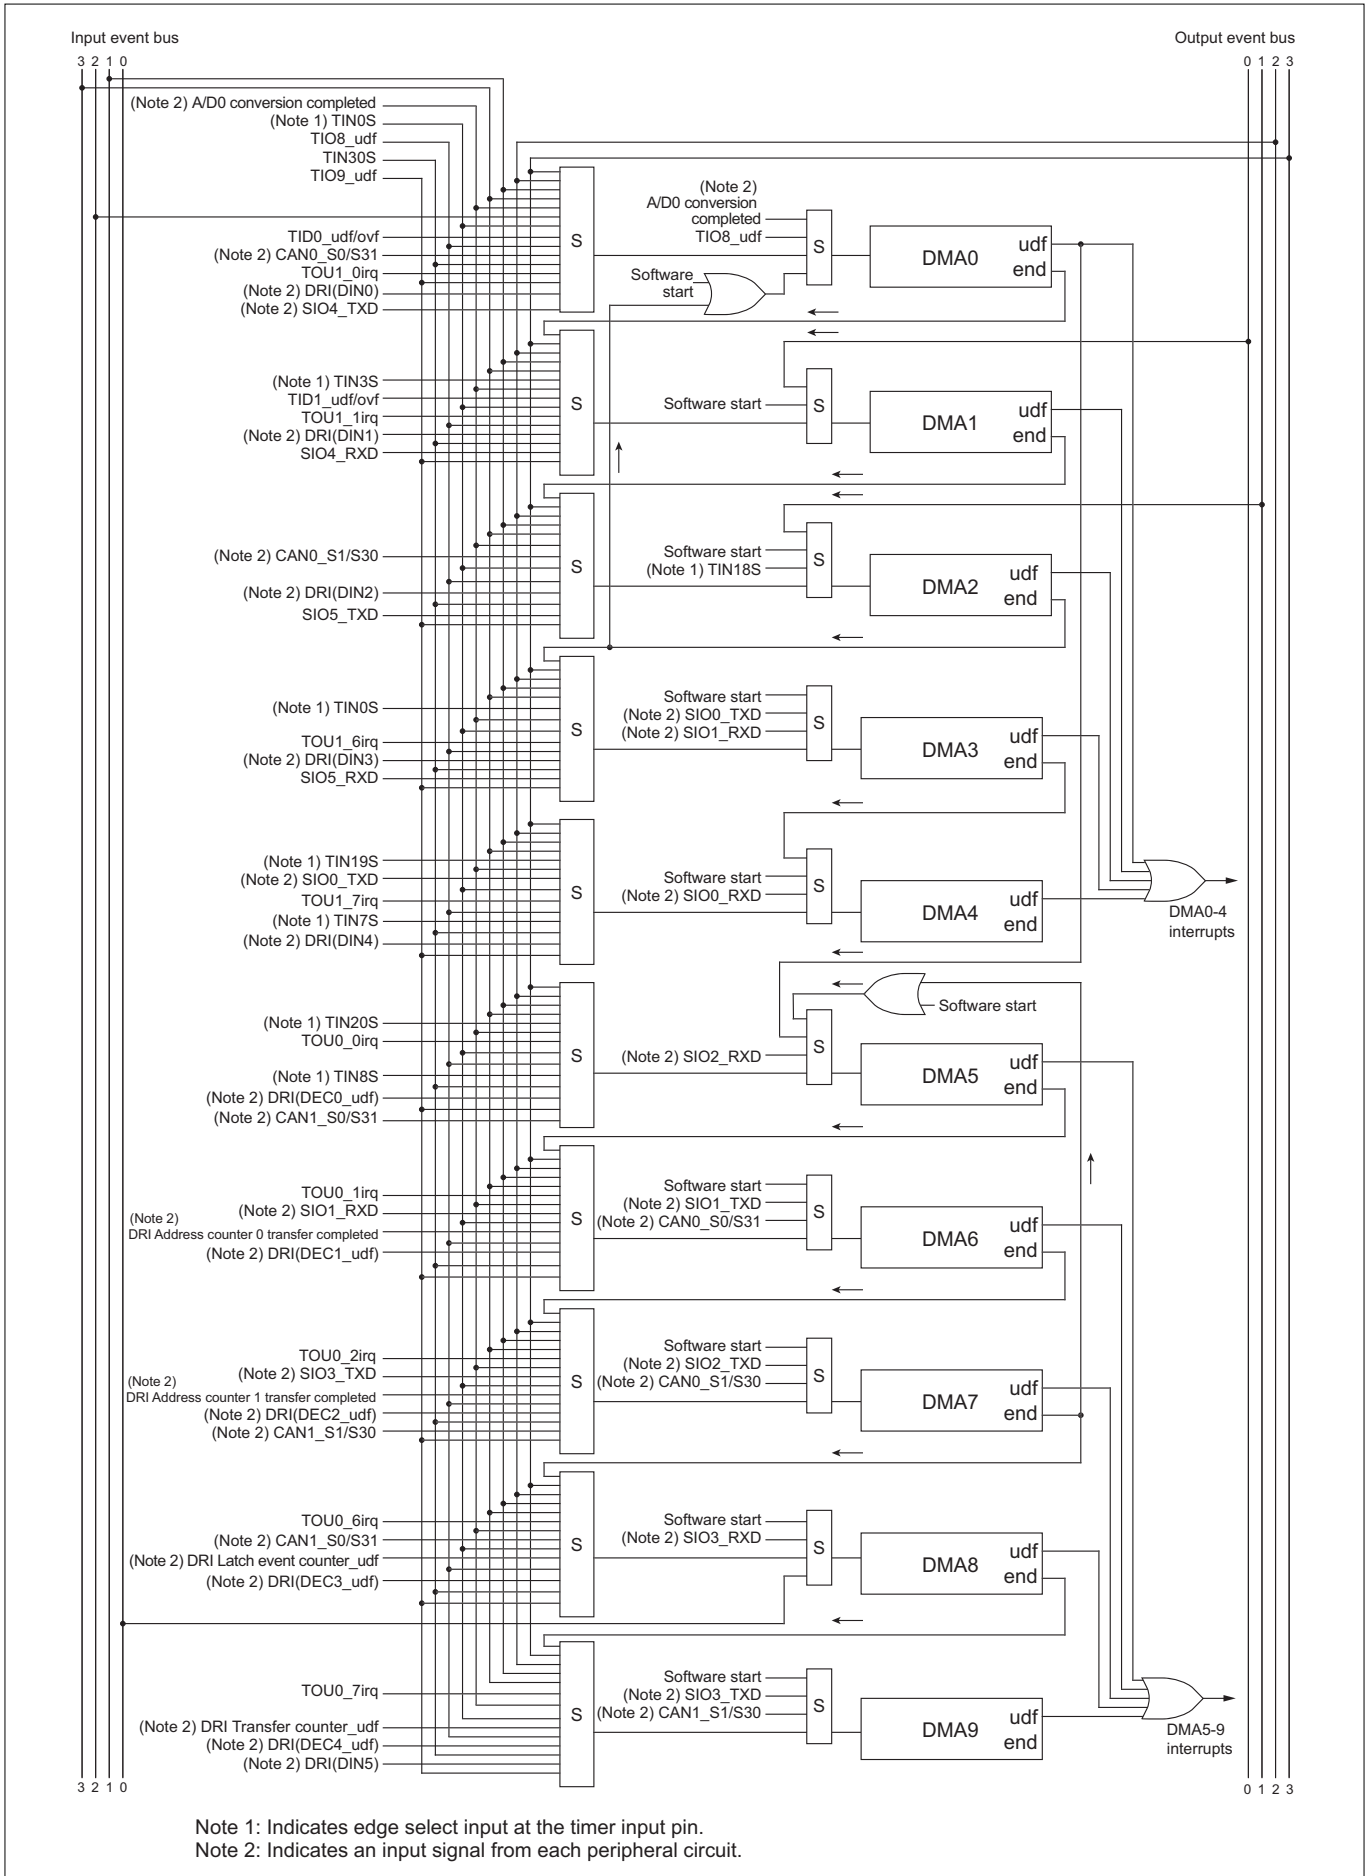 Input event bus
Output event bus
3 2 1 0
0 1 2 3
(Note 2) A/D0 conversion completed
(Note 1) TIN0S
TIO8_udf
TIN30S
TIO9_udf
TID0_udf/ovf
(Note 2) CAN0_S0/S31
TOU1_0irq
(Note 2) DRI(DIN0)
(Note 2) SIO4_TXD
S
(Note 2)
A/D0 conversion
completed
TIO8_udf
Software
start
S
DMA0
udf
end
(Note 1) TIN3S
TID1_udf/ovf
TOU1_1irq
(Note 2) DRI(DIN1)
SIO4_RXD
S
Software start
S
DMA1
udf
end
(Note 2) CAN0_S1/S30
(Note 2) DRI(DIN2)
SIO5_TXD
S
Software start
(Note 1) TIN18S
S
DMA2
udf
end
(Note 1) TIN0S
TOU1_6irq
(Note 2) DRI(DIN3)
SIO5_RXD
S
Software start
(Note 2) SIO0_TXD
(Note 2) SIO1_RXD
S
DMA3
udf
end
(Note 1) TIN19S
(Note 2) SIO0_TXD
TOU1_7irq
(Note 1) TIN7S
(Note 2) DRI(DIN4)
S
Software start
(Note 2) SIO0_RXD
S
DMA4
udf
end
DMA0-4
interrupts
(Note 1) TIN20S
TOU0_0irq
(Note 1) TIN8S
(Note 2) DRI(DEC0_udf)
(Note 2) CAN1_S0/S31
S
Software start
(Note 2) SIO2_RXD
S
DMA5
udf
end
TOU0_1irq
(Note 2) SIO1_RXD
(Note 2)
DRI Address counter 0 transfer completed
(Note 2) DRI(DEC1_udf)
S
Software start
(Note 2) SIO1_TXD
(Note 2) CAN0_S0/S31
S
DMA6
udf
end
TOU0_2irq
(Note 2) SIO3_TXD
(Note 2)
DRI Address counter 1 transfer completed
(Note 2) DRI(DEC2_udf)
(Note 2) CAN1_S1/S30
S
Software start
(Note 2) SIO2_TXD
(Note 2) CAN0_S1/S30
S
DMA7
udf
end
TOU0_6irq
(Note 2) CAN1_S0/S31
(Note 2) DRI Latch event counter_udf
(Note 2) DRI(DEC3_udf)
S
Software start
(Note 2) SIO3_RXD
S
DMA8
udf
end
TOU0_7irq
(Note 2) DRI Transfer counter_udf
(Note 2) DRI(DEC4_udf)
(Note 2) DRI(DIN5)
S
Software start
(Note 2) SIO3_TXD
(Note 2) CAN1_S1/S30
S
DMA9
udf
end
DMA5-9
interrupts
3 2 1 0
0 1 2 3
Note 1: Indicates edge select input at the timer input pin.
Note 2: Indicates an input signal from each peripheral circuit.